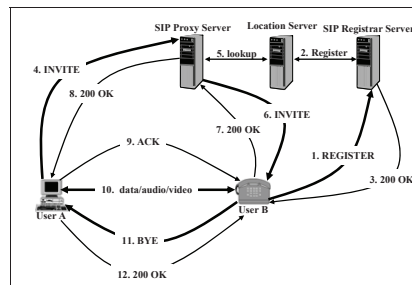 SIP Proxy Server
Location Server
SIP Registrar Server
5. lookup
2. Register
4. INVITE
8. 200 OK
6. INVITE
7. 200 OK
9. ACK
1. REGISTER
3. 200 OK
10. data/audio/video
User A
User B
11. BYE
12. 200 OK